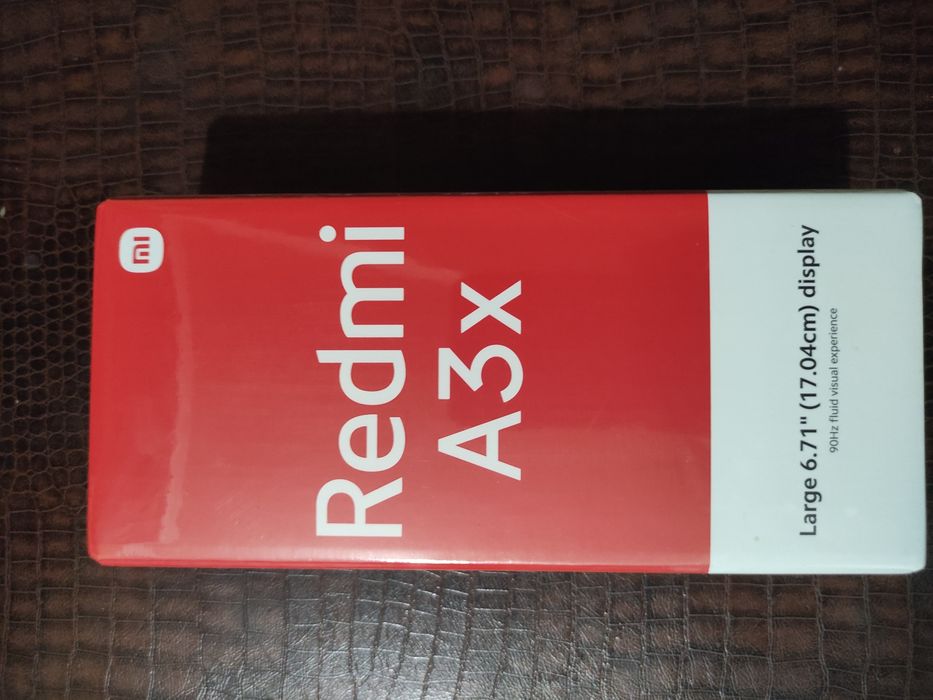 mi
Redmi
A3x
Large 6.71" (17.04cm) display
90Hz fluid visual experience